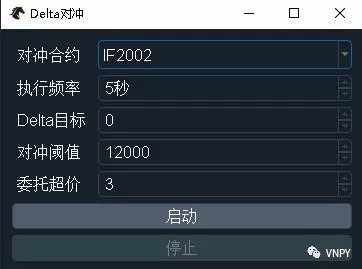 Delta对冲
对冲合约 IF2002
执行频率 5秒
Delta目标 0
对冲阈值 12000
委托超价 3
启动
停止
VNPY